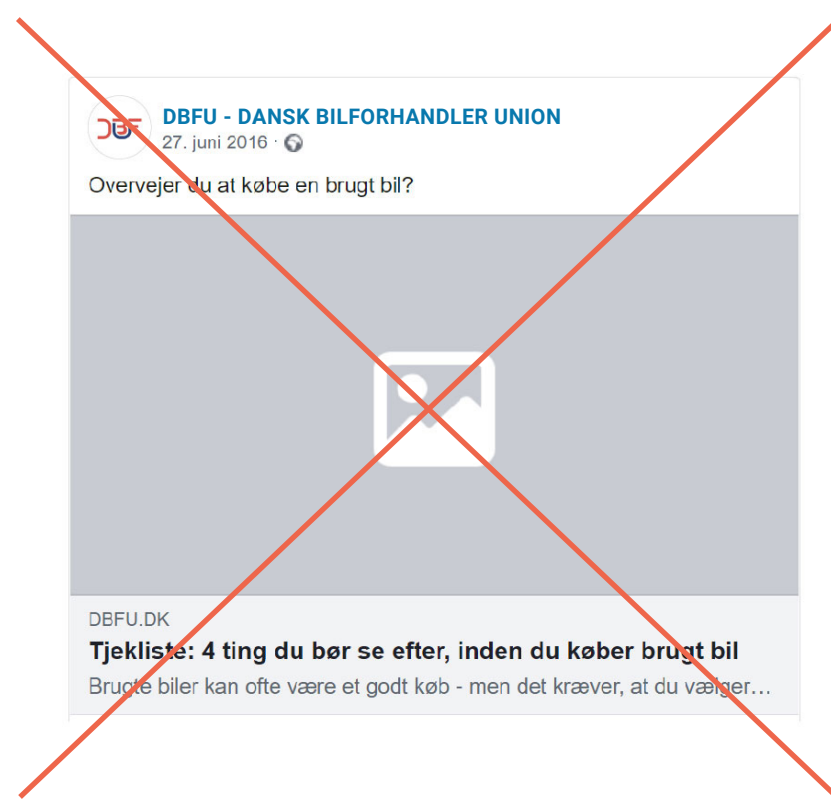 DBF
DBFU - DANSK BILFORHANDLER UNION
27. juni 2016 ·
Overvejer du at købe en brugt bil?
DBFU.DK
Tjekliste: 4 ting du bør se efter, inden du køber brugt bil
Brugte biler kan ofte være et godt køb - men det kræver, at du vælger...